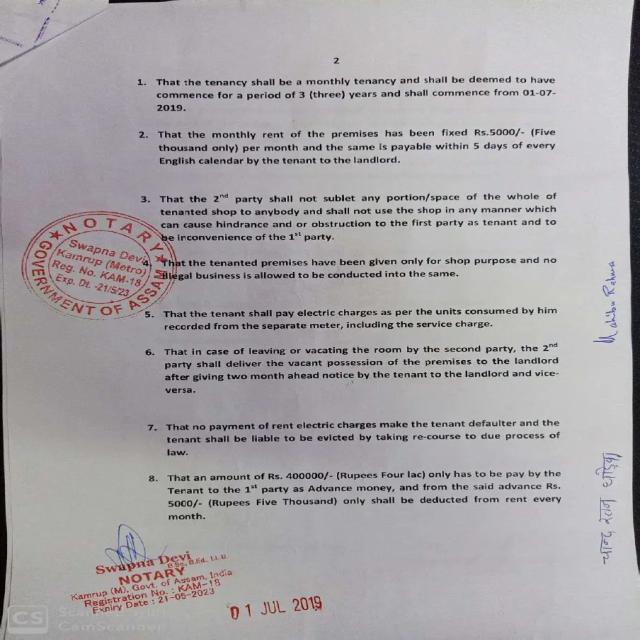 2
1. That the tenancy shall be a monthly tenancy and shall be deemed to have
commence for a period of 3 (three) years and shall commence from 01-07-
2019.
2. That the monthly rent of the premises has been fixed Rs.5000/- (Five
thousand only) per month and the same is payable within 5 days of every
English calendar by the tenant to the landlord.
3. That the 2nd party shall not sublet any portion/space of the whole of
tenanted shop to anybody and shall not use the shop in any manner which
can cause hindrance and or obstruction to the first party as tenant and to
be inconvenience of the 1st party.
4. That the tenanted premises have been given only for shop purpose and no
illegal business is allowed to be conducted into the same.
5. That the tenant shall pay electric charges as per the units consumed by him
recorded from the separate meter, including the service charge.
6. That in case of leaving or vacating the room by the second party, the 2nd
party shall deliver the vacant possession of the premises to the landlord
after giving two month ahead notice by the tenant to the landlord and vice-
versa.
7. That no payment of rent electric charges make the tenant defaulter and the
tenant shall be liable to be evicted by taking re-course to due process of
law.
8. That an amount of Rs. 400000/- (Rupees Four lac) only has to be pay by the
Tenant to the 1st party as Advance money, and from the said advance Rs.
5000/- (Rupees Five Thousand) only shall be deducted from rent every
month.
NOTARY
Swapna Devi
Kamrup (Metro)
Reg. No. KAM-18
Exp. Dt. -21/5/23
GOVERNMENT OF ASSAM
Swapna Devi
B.Sc, B.Ed., LL.B.
NOTARY
Kamrup (M), Govt. of Assam, India
Registration No. : KAM-18
Expiry Date : 21-05-2023
01 JUL 2019
CS
CamScanner